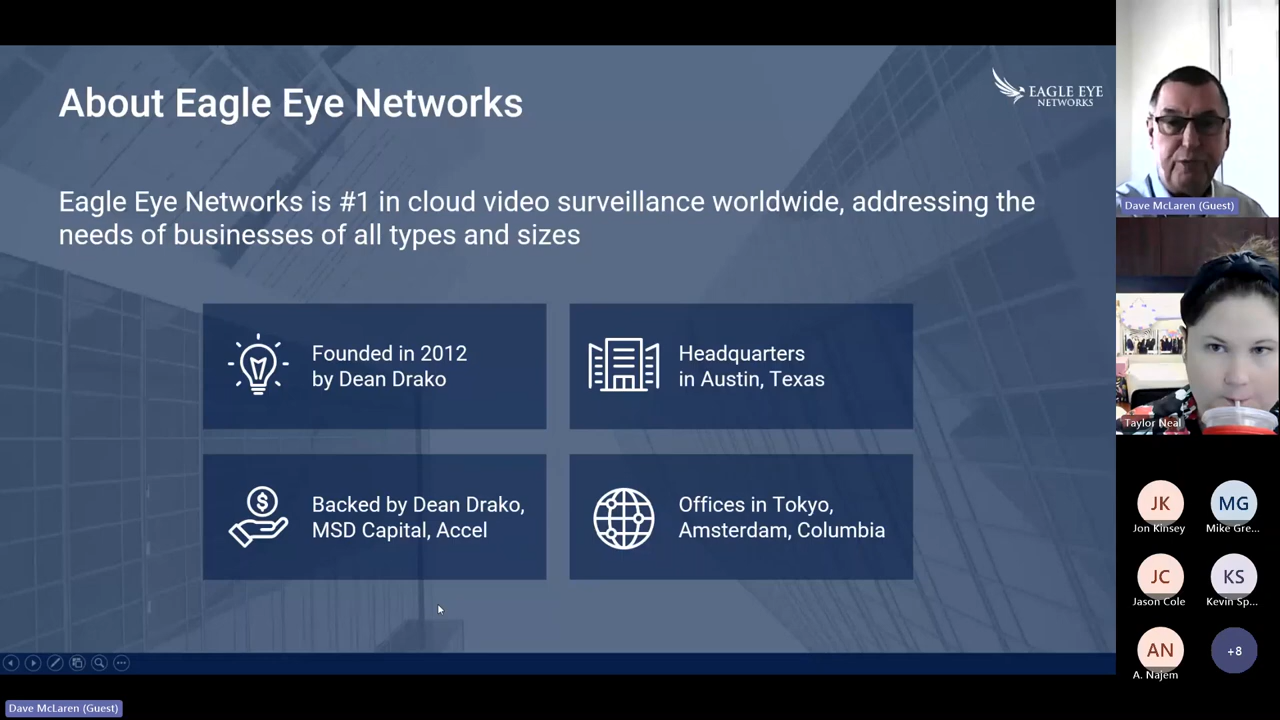 About Eagle Eye Networks
EAGLE EYE
NETWORKS
Eagle Eye Networks is #1 in cloud video surveillance worldwide, addressing the
needs of businesses of all types and sizes
Founded in 2012
by Dean Drako
Headquarters
in Austin, Texas
Backed by Dean Drako,
MSD Capital, Accel
Offices in Tokyo,
Amsterdam, Columbia
Dave McLaren (Guest)
Taylor Neal
JK
Jon Kinsey
MG
Mike Gre...
JC
Jason Cole
KS
Kevin Sp...
AN
A. Najem
+8
Dave McLaren (Guest)